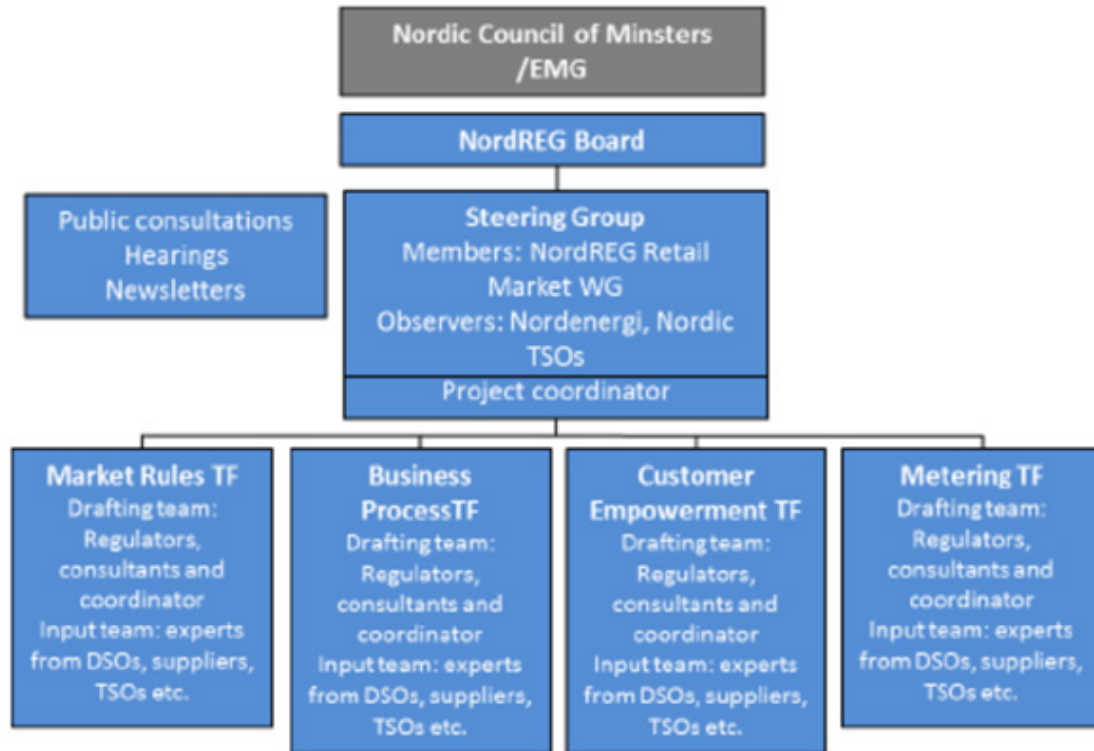 Nordic Council of Minsters
/EMG
NordREG Board
Public consultations
Hearings
Newsletters
Steering Group
Members: NordREG Retail
Market WG
Observers: Nordenergi, Nordic
TSOs
Project coordinator
Market Rules TF
Drafting team:
Regulators,
consultants and
coordinator
Input team: experts
from DSOs, suppliers,
TSOs etc.
Business
ProcessTF
Drafting team:
Regulators,
consultants and
coordinator
Input team: experts
from DSOs, suppliers,
TSOs etc.
Customer
Empowerment TF
Drafting team:
Regulators,
consultants and
coordinator
Input team: experts
from DSOs, suppliers,
TSOs etc.
Metering TF
Drafting team:
Regulators,
consultants and
coordinator
Input team: experts
from DSOs, suppliers,
TSOs etc.